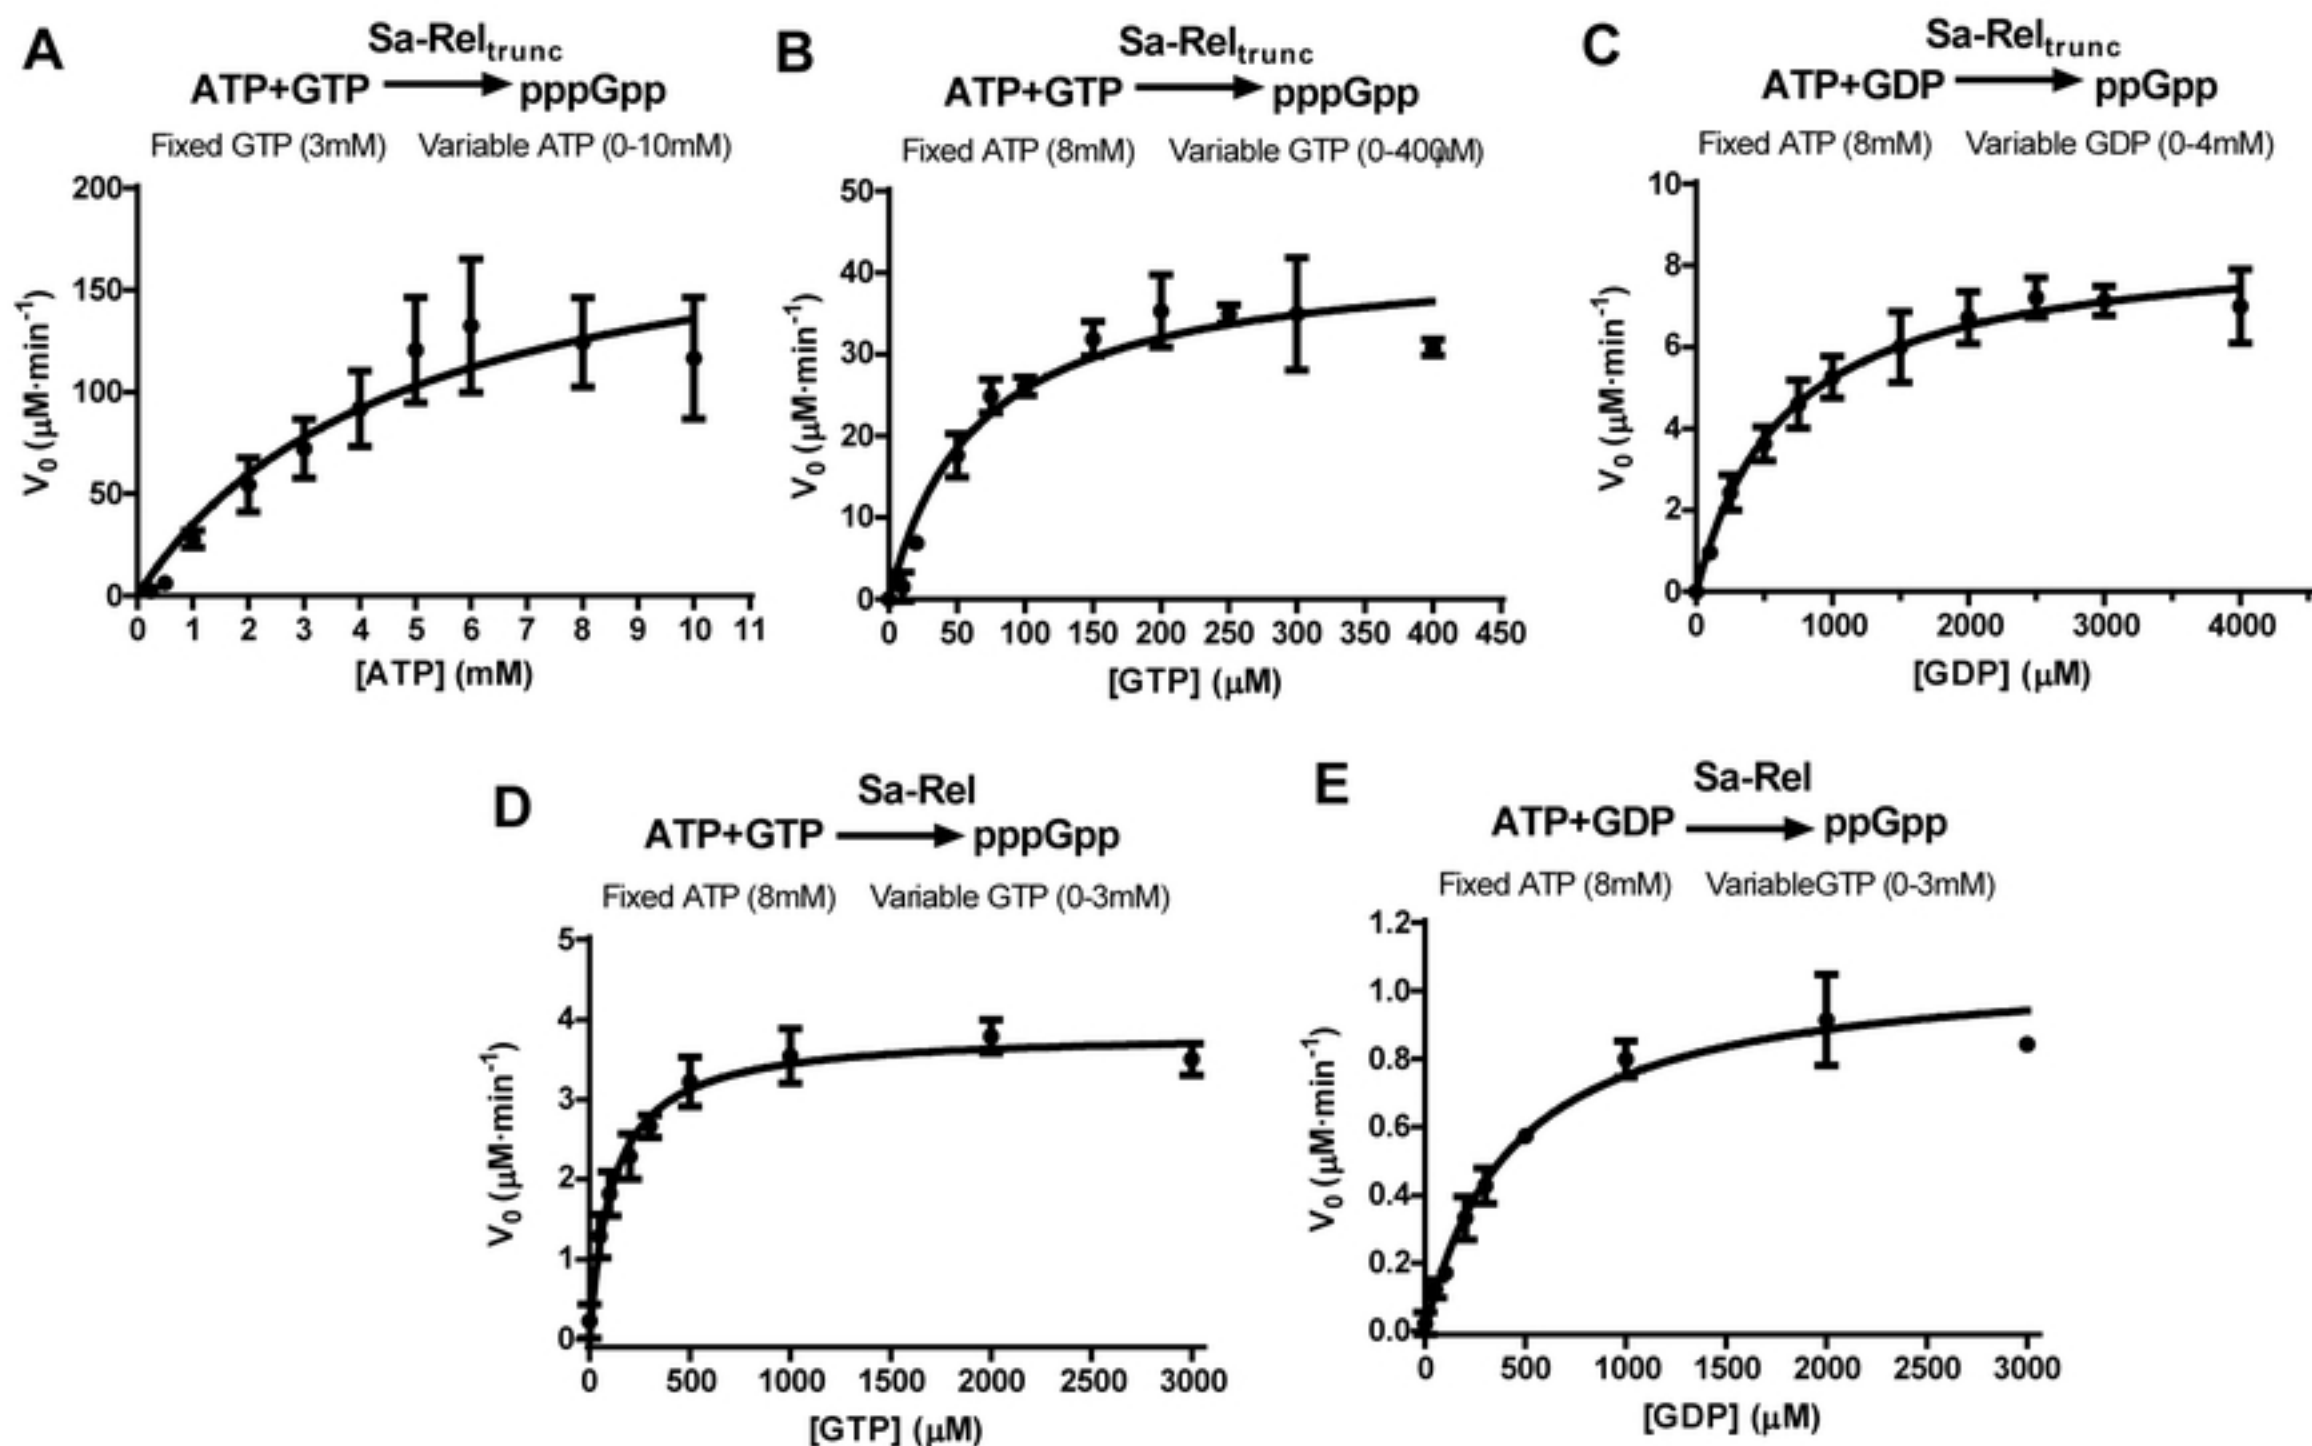 A
Sa-Reltrunc
ATP+GTP pppGpp
Fixed GTP (3mM) Variable ATP (0-10mM)
200
150
100
50
0
V0 (μM·min-1)
0 1 2 3 4 5 6 7 8 9 10 11
[ATP] (mM)
B
Sa-Reltrunc
ATP+GTP pppGpp
Fixed ATP (8mM) Variable GTP (0-400μM)
50
40
30
20
10
0
V0 (μM·min-1)
0 50 100 150 200 250 300 350 400 450
[GTP] (μM)
C
Sa-Reltrunc
ATP+GDP ppGpp
Fixed ATP (8mM) Variable GDP (0-4mM)
10
8
6
4
2
0
V0 (μM·min-1)
0 1000 2000 3000 4000
[GDP] (μM)
D
Sa-Rel
ATP+GTP pppGpp
Fixed ATP (8mM) Variable GTP (0-3mM)
5
4
3
2
1
0
V0 (μM·min-1)
0 500 1000 1500 2000 2500 3000
[GTP] (μM)
E
Sa-Rel
ATP+GDP ppGpp
Fixed ATP (8mM) VariableGTP (0-3mM)
1.2
1.0
0.8
0.6
0.4
0.2
0.0
V0 (μM·min-1)
0 500 1000 1500 2000 2500 3000
[GDP] (μM)